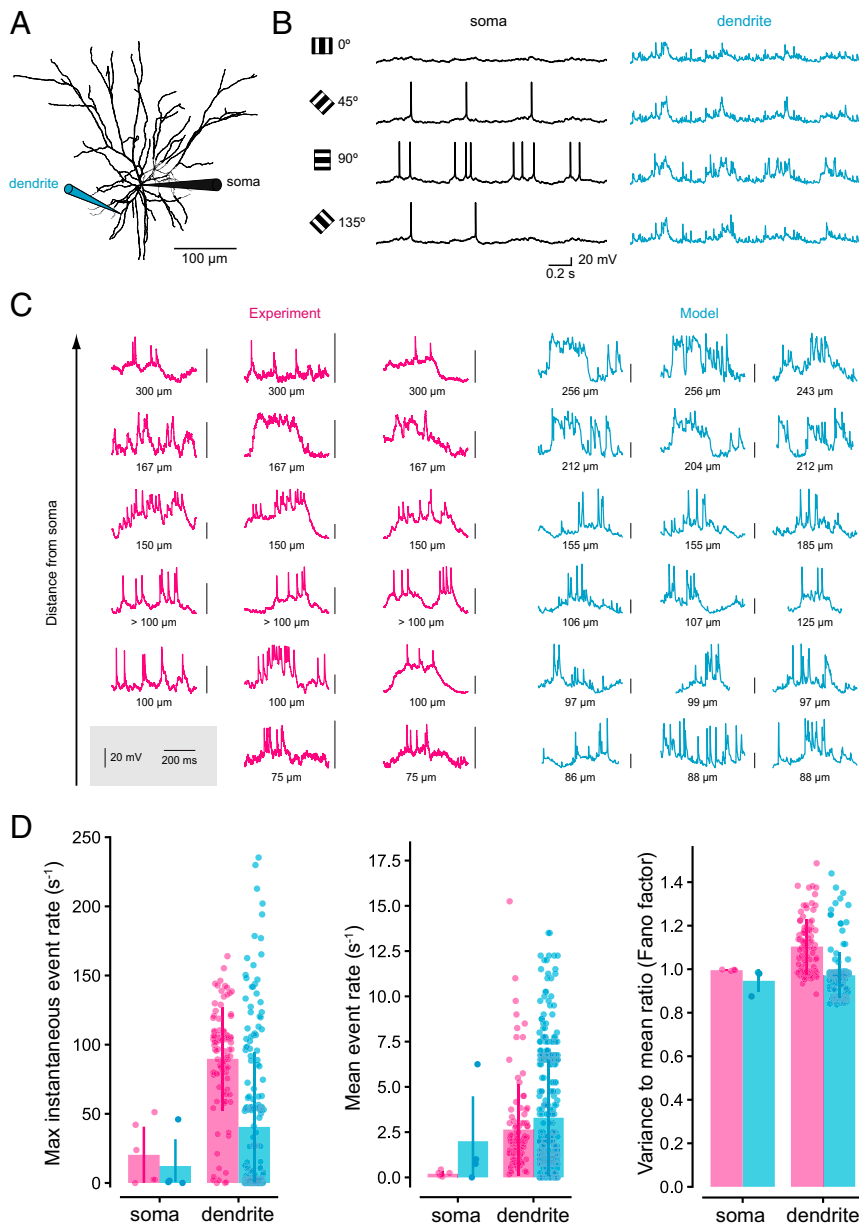 A
dendrite
soma
100 µm
B
soma
dendrite
0º
45º
90º
135º
20 mV
0.2 s
C
Experiment
Model
Distance from soma
300 µm
300 µm
300 µm
256 µm
256 µm
243 µm
167 µm
167 µm
167 µm
212 µm
204 µm
212 µm
150 µm
150 µm
150 µm
155 µm
155 µm
185 µm
> 100 µm
> 100 µm
> 100 µm
106 µm
107 µm
125 µm
100 µm
100 µm
100 µm
97 µm
99 µm
97 µm
20 mV
200 ms
75 µm
75 µm
86 µm
88 µm
88 µm
D
Max instantaneous event rate (s⁻¹)
250
200
150
100
50
0
soma
dendrite
Mean event rate (s⁻¹)
17.5
15.0
12.5
10.0
7.5
5.0
2.5
0.0
soma
dendrite
Variance to mean ratio (Fano factor)
1.4
1.2
1.0
0.8
0.6
0.4
0.2
0.0
soma
dendrite